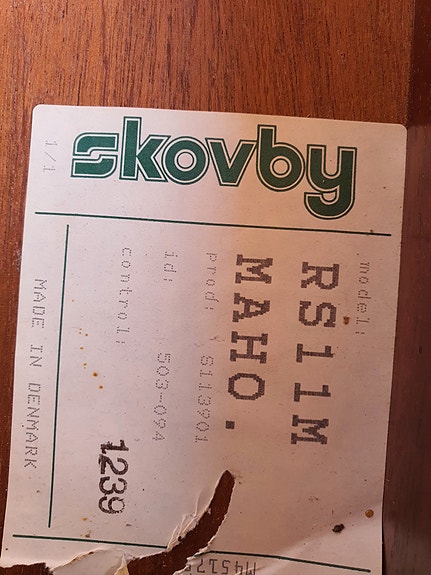 skovby
model:
RS11M
MAHO.
prod: S113901
id: 503-094
control: 1239
MADE IN DENMARK
1/1